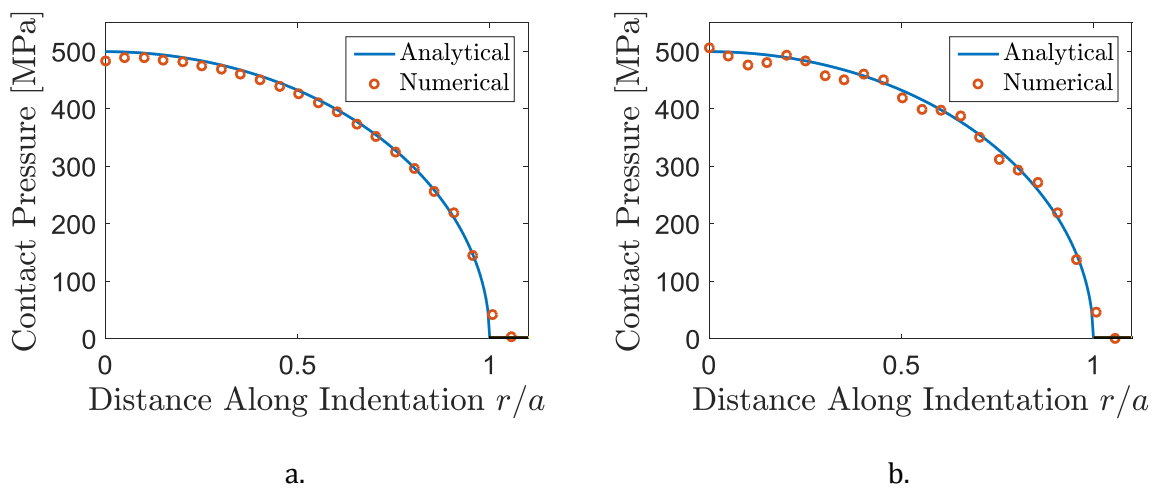 Contact Pressure [MPa]
500
400
300
200
100
0
0
0.5
1
Distance Along Indentation r/a
Analytical
Numerical
a.
Contact Pressure [MPa]
500
400
300
200
100
0
0
0.5
1
Distance Along Indentation r/a
Analytical
Numerical
b.